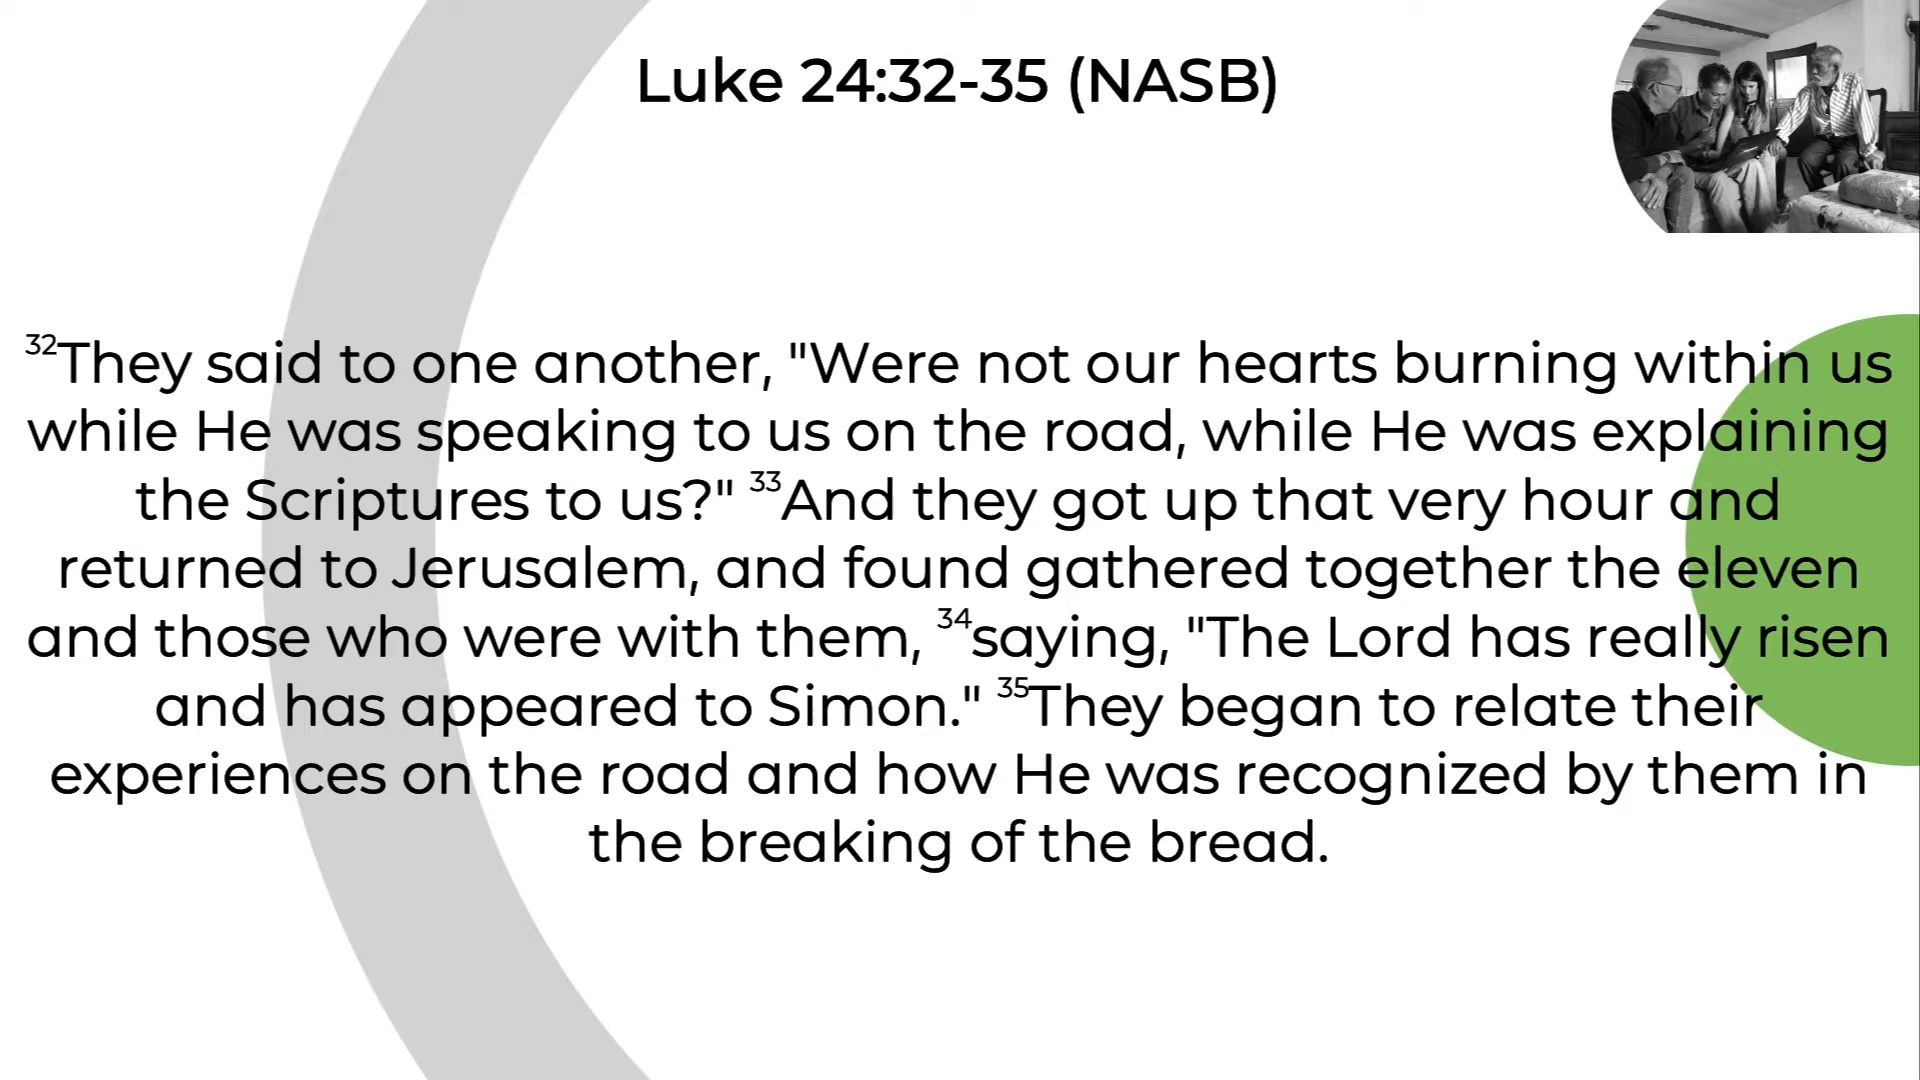 Luke 24:32-35 (NASB)
32They said to one another, "Were not our hearts burning within us
while He was speaking to us on the road, while He was explaining
the Scriptures to us?" 33And they got up that very hour and
returned to Jerusalem, and found gathered together the eleven
and those who were with them, 34saying, "The Lord has really risen
and has appeared to Simon." 35They began to relate their
experiences on the road and how He was recognized by them in
the breaking of the bread.